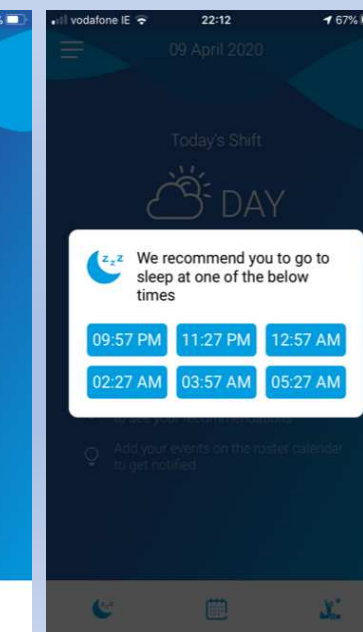 %
vodafone IE 22:12 67%
09 April 2020
Today's Shift
DAY
zzz
We recommend you to go to
sleep at one of the below
times
09:57 PM 11:27 PM 12:57 AM
02:27 AM 03:57 AM 05:27 AM
to see your recommendations
Add your events on the roster calendar
to get notified